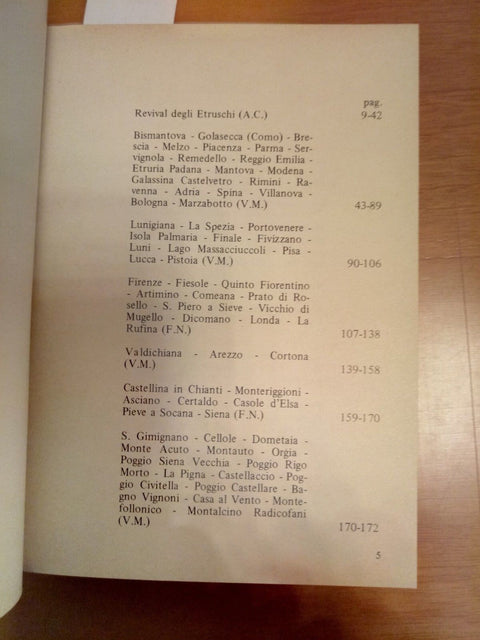 pag.
Revival degli Etruschi (A.C.) 9-42
Bismantova - Golasecca (Como) - Bre-
scia - Melzo - Piacenza - Parma - Ser-
vignola - Remedello - Reggio Emilia -
Etruria Padana - Mantova - Modena -
Galassina Castelvetro - Rimini - Ra-
venna - Adria - Spina - Villanova -
Bologna - Marzabotto (V.M.) 43-89
Lunigiana - La Spezia - Portovenere -
Isola Palmaria - Finale - Fivizzano -
Luni - Lago Massacciuccoli - Pisa -
Lucca - Pistoia (V.M.) 90-106
Firenze - Fiesole - Quinto Fiorentino
- Artimino - Comeana - Prato di Ro-
sello - S. Piero a Sieve - Vicchio di
Mugello - Dicomano - Londa - La
Rufina (F.N.) 107-138
Valdichiana - Arezzo - Cortona
(V.M.) 139-158
Castellina in Chianti - Monteriggioni -
Asciano - Certaldo - Casole d'Elsa -
Pieve a Socana - Siena (F.N.) 159-170
S. Gimignano - Cellole - Dometaia -
Monte Acuto - Montauto - Orgia -
Poggio Siena Vecchia - Poggio Rigo
Morto - La Pigna - Castellaccio - Pog-
gio Civitella - Poggio Castellare - Ba-
gno Vignoni - Casa al Vento - Monte-
follonico - Montalcino Radicofani
(V.M.) 170-172
5